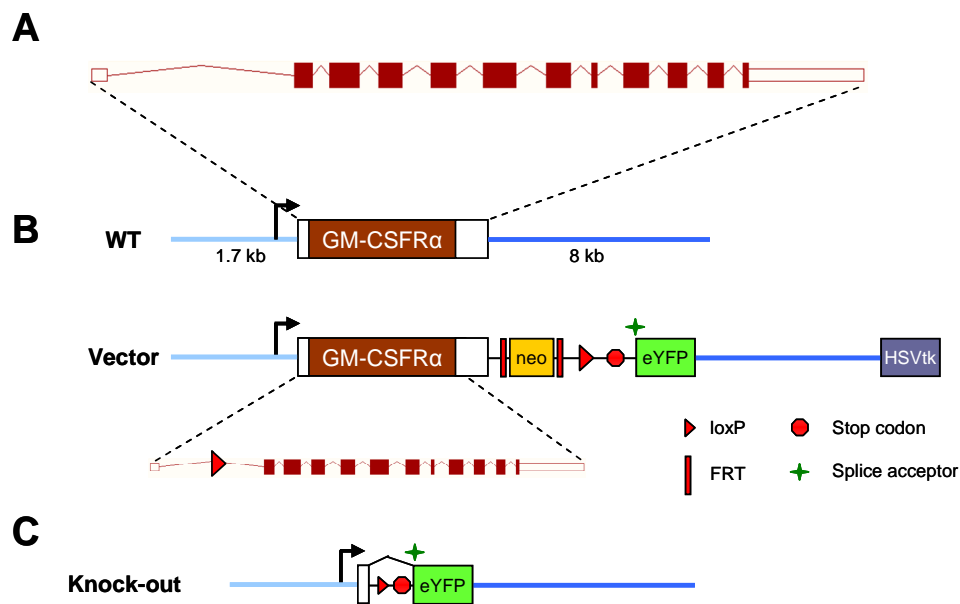 A
B
WT
GM-CSFRα
1.7 kb
8 kb
Vector
GM-CSFRα
neo
eYFP
HSVtk
loxP
Stop codon
FRT
Splice acceptor
C
Knock-out
eYFP